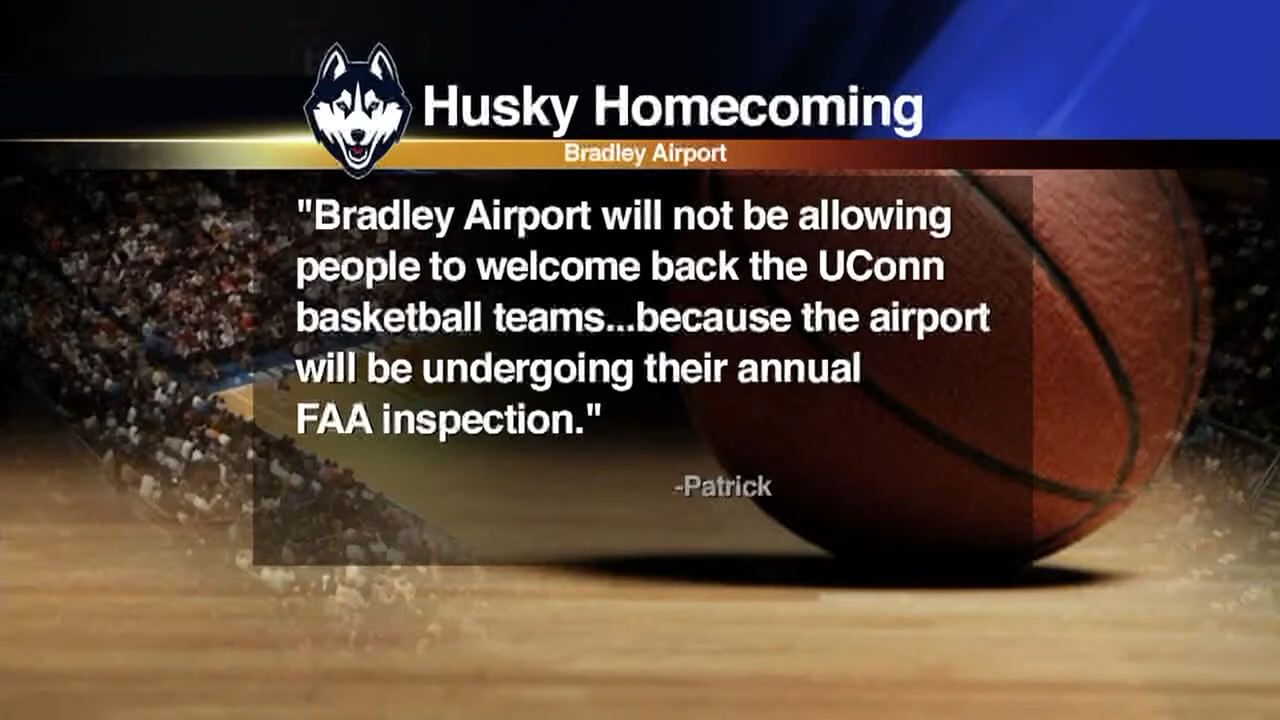 Husky Homecoming
Bradley Airport
"Bradley Airport will not be allowing
people to welcome back the UConn
basketball teams...because the airport
will be undergoing their annual
FAA inspection."
-Patrick